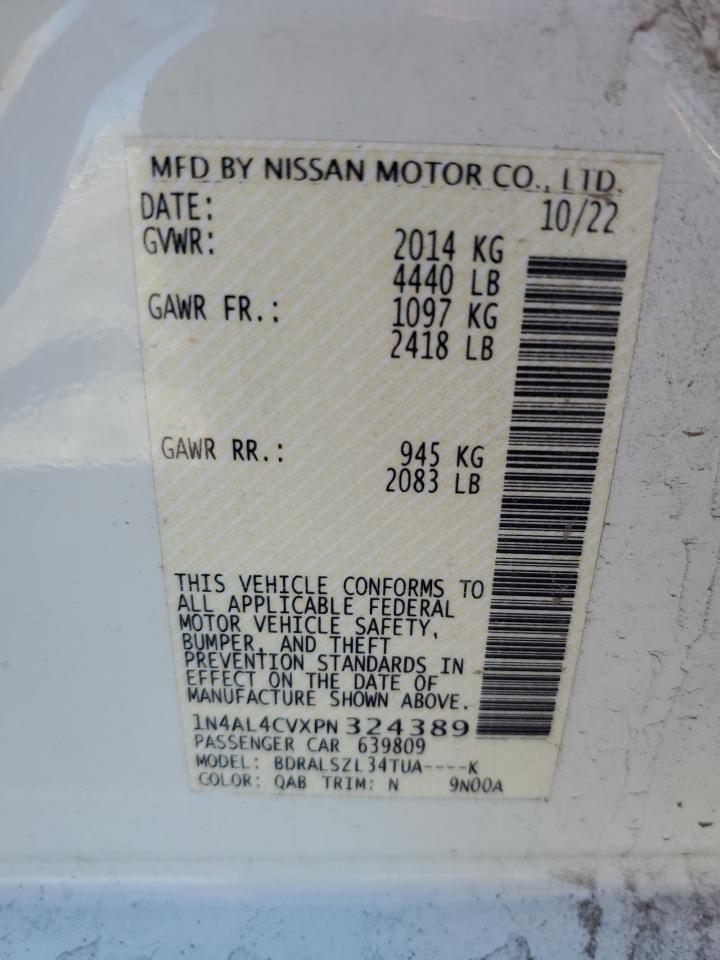 MFD BY NISSAN MOTOR CO., LTD.
DATE: 10/22
GVWR: 2014 KG
4440 LB
GAWR FR.: 1097 KG
2418 LB
GAWR RR.: 945 KG
2083 LB
THIS VEHICLE CONFORMS TO
ALL APPLICABLE FEDERAL
MOTOR VEHICLE SAFETY,
BUMPER, AND THEFT
PREVENTION STANDARDS IN
EFFECT ON THE DATE OF
MANUFACTURE SHOWN ABOVE.
1N4AL4CVXPN324389
PASSENGER CAR 639809
MODEL: BDRALSZL34TUA----K
COLOR: QAB TRIM: N 9N00A